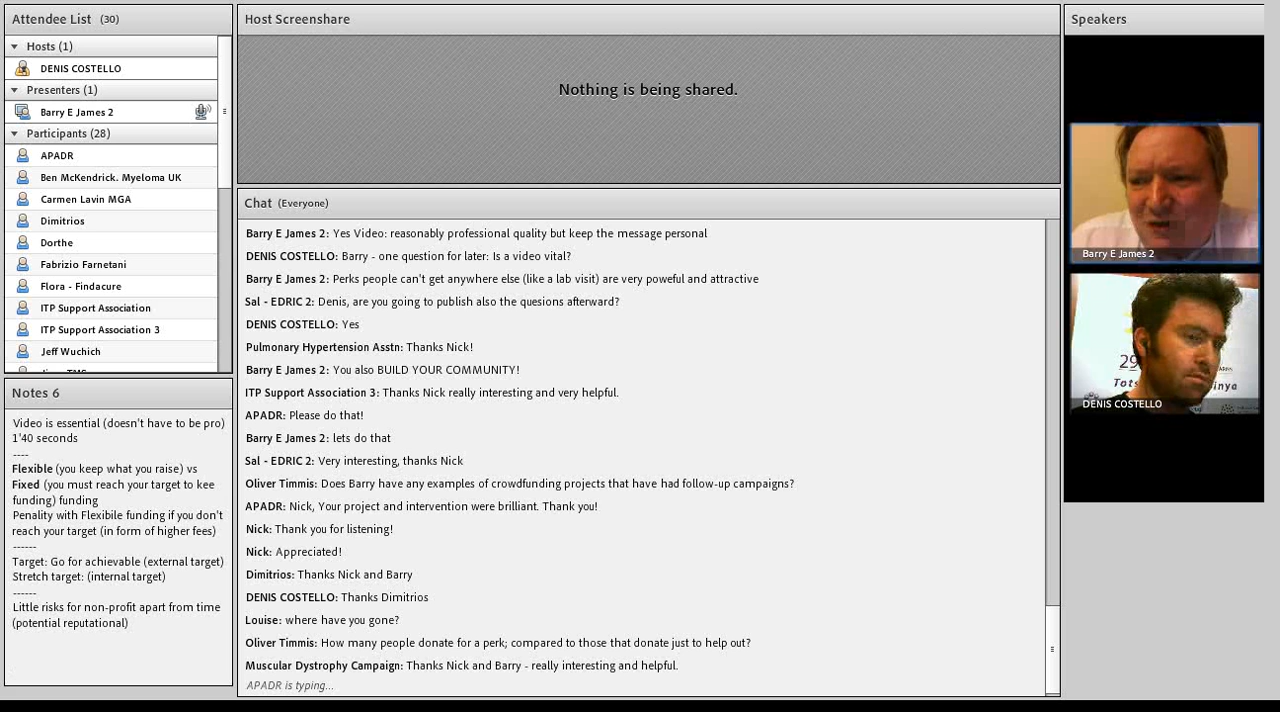 Attendee List (30)
Hosts (1)
DENIS COSTELLO
Presenters (1)
Barry E James 2
Participants (28)
APADR
Ben McKendrick. Myeloma UK
Carmen Lavin MGA
Dimitrios
Dorthe
Fabrizio Farnetani
Flora - Findacure
ITP Support Association
ITP Support Association 3
Jeff Wuchich
Notes 6
Video is essential (doesn't have to be pro)
1'40 seconds
----
Flexible (you keep what you raise) vs
Fixed (you must reach your target to kee
funding) funding
Penality with Flexibile funding if you don't
reach your target (in form of higher fees)
------
Target: Go for achievable (external target)
Stretch target: (internal target)
------
Little risks for non-profit apart from time
(potential reputational)
Host Screenshare
Nothing is being shared.
Chat (Everyone)
Barry E James 2: Yes Video: reasonably professional quality but keep the message personal
DENIS COSTELLO: Barry - one question for later: Is a video vital?
Barry E James 2: Perks people can't get anywhere else (like a lab visit) are very poweful and attractive
Sal - EDRIC 2: Denis, are you going to publish also the quesions afterward?
DENIS COSTELLO: Yes
Pulmonary Hypertension Asstn: Thanks Nick!
Barry E James 2: You also BUILD YOUR COMMUNITY!
ITP Support Association 3: Thanks Nick really interesting and very helpful.
APADR: Please do that!
Barry E James 2: lets do that
Sal - EDRIC 2: Very interesting, thanks Nick
Oliver Timmis: Does Barry have any examples of crowdfunding projects that have had follow-up campaigns?
APADR: Nick, Your project and intervention were brilliant. Thank you!
Nick: Thank you for listening!
Nick: Appreciated!
Dimitrios: Thanks Nick and Barry
DENIS COSTELLO: Thanks Dimitrios
Louise: where have you gone?
Oliver Timmis: How many people donate for a perk; compared to those that donate just to help out?
Muscular Dystrophy Campaign: Thanks Nick and Barry - really interesting and helpful.
APADR is typing...
Speakers
Barry E James 2
29
Tots
inya
DENIS COSTELLO